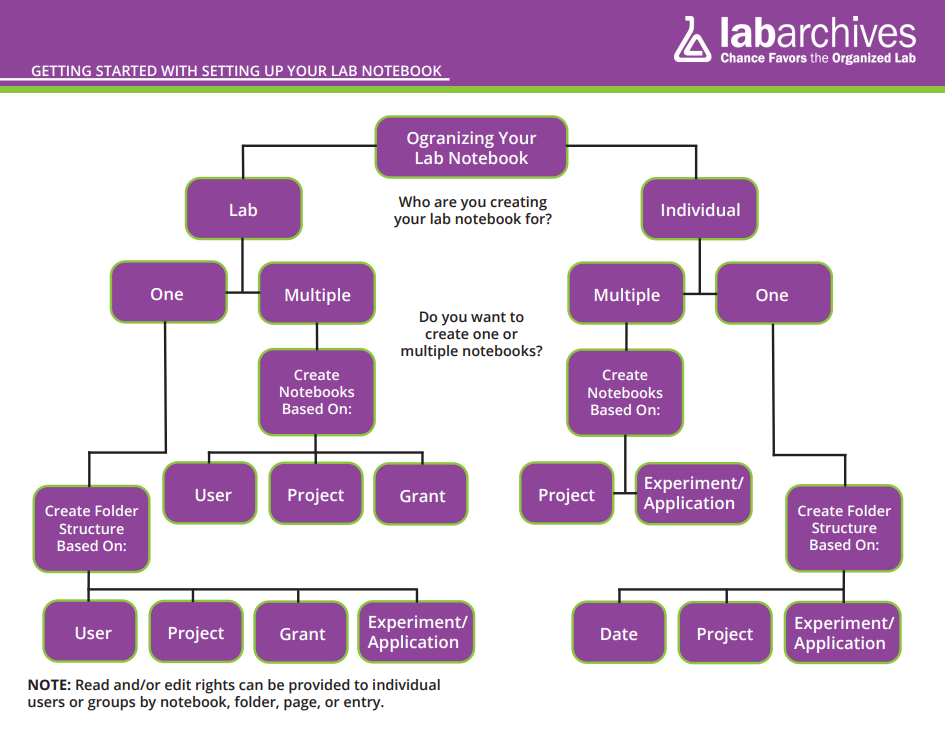 labarchives
Chance Favors the Organized Lab
GETTING STARTED WITH SETTING UP YOUR LAB NOTEBOOK
Ogranizing Your
Lab Notebook
Who are you creating
your lab notebook for?
Lab
Individual
One
Multiple
Multiple
One
Do you want to
create one or
multiple notebooks?
Create
Notebooks
Based On:
Create
Notebooks
Based On:
User
Project
Grant
Project
Experiment/
Application
Create Folder
Structure
Based On:
Create Folder
Structure
Based On:
User
Project
Grant
Experiment/
Application
Date
Project
Experiment/
Application
NOTE: Read and/or edit rights can be provided to individual
users or groups by notebook, folder, page, or entry.